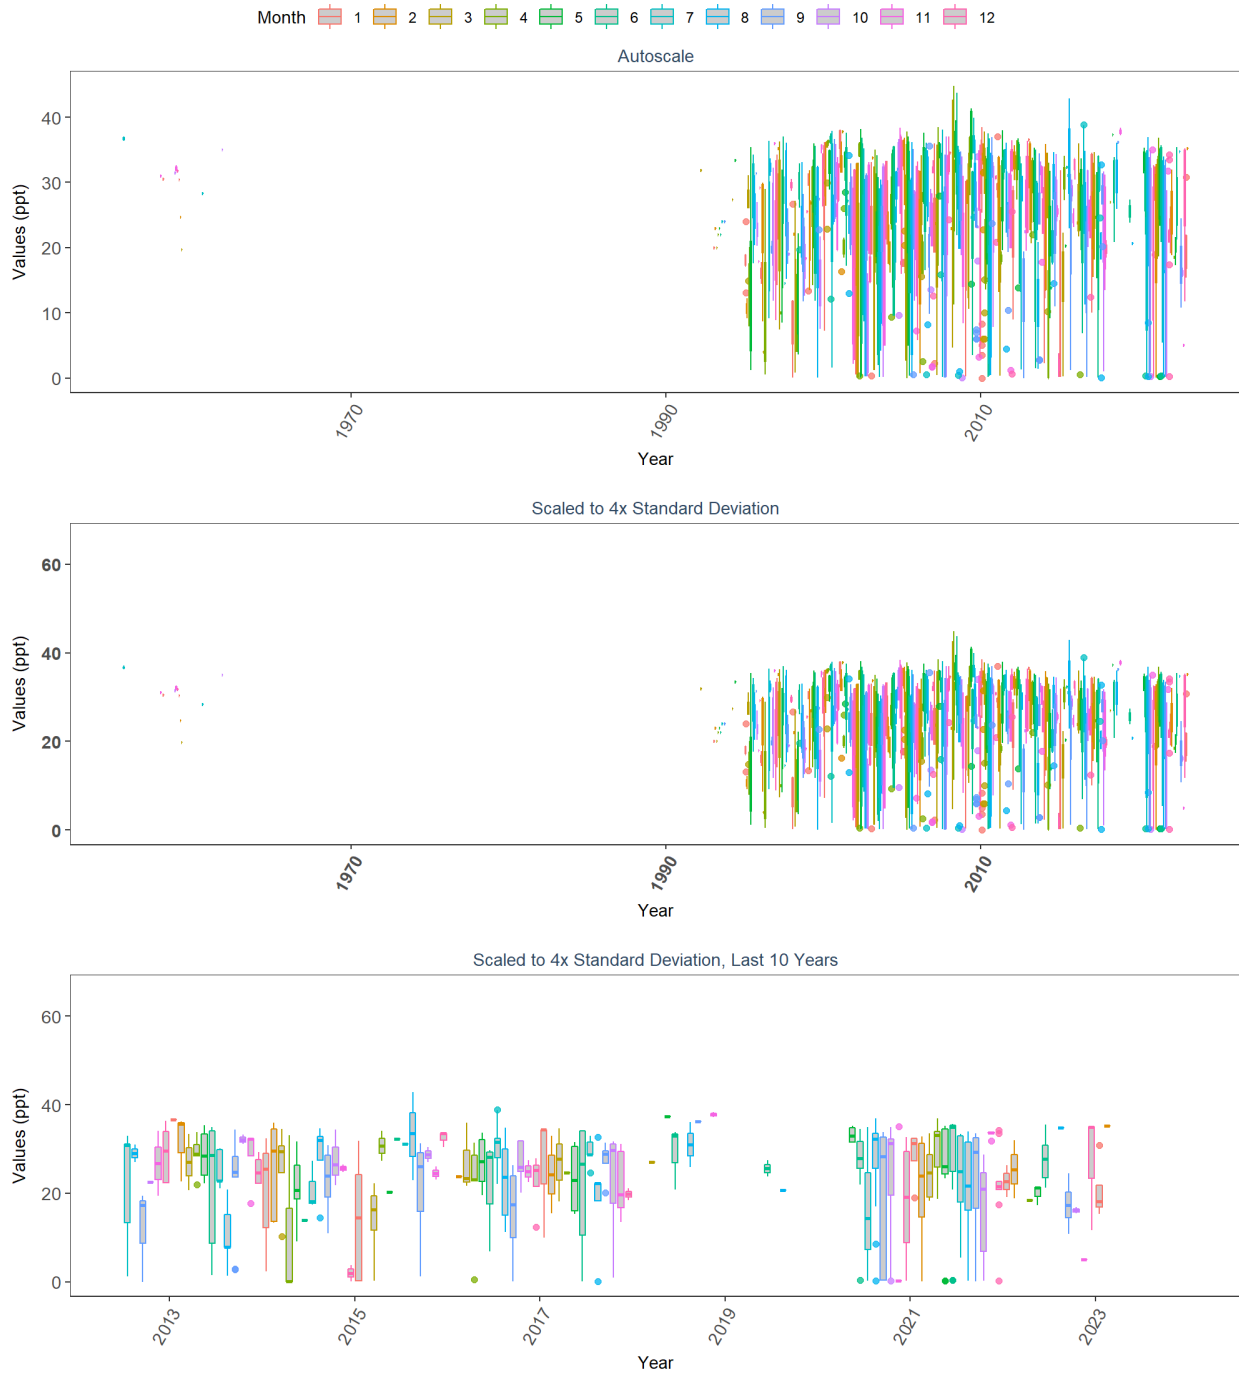 Month 1 2 3 4 5 6 7 8 9 10 11 12
Autoscale
Values (ppt)
40
30
20
10
0
1970 1990 2010
Year
Scaled to 4x Standard Deviation
Values (ppt)
60
40
20
0
1970 1990 2010
Year
Scaled to 4x Standard Deviation, Last 10 Years
Values (ppt)
60
40
20
0
2013 2015 2017 2019 2021 2023
Year